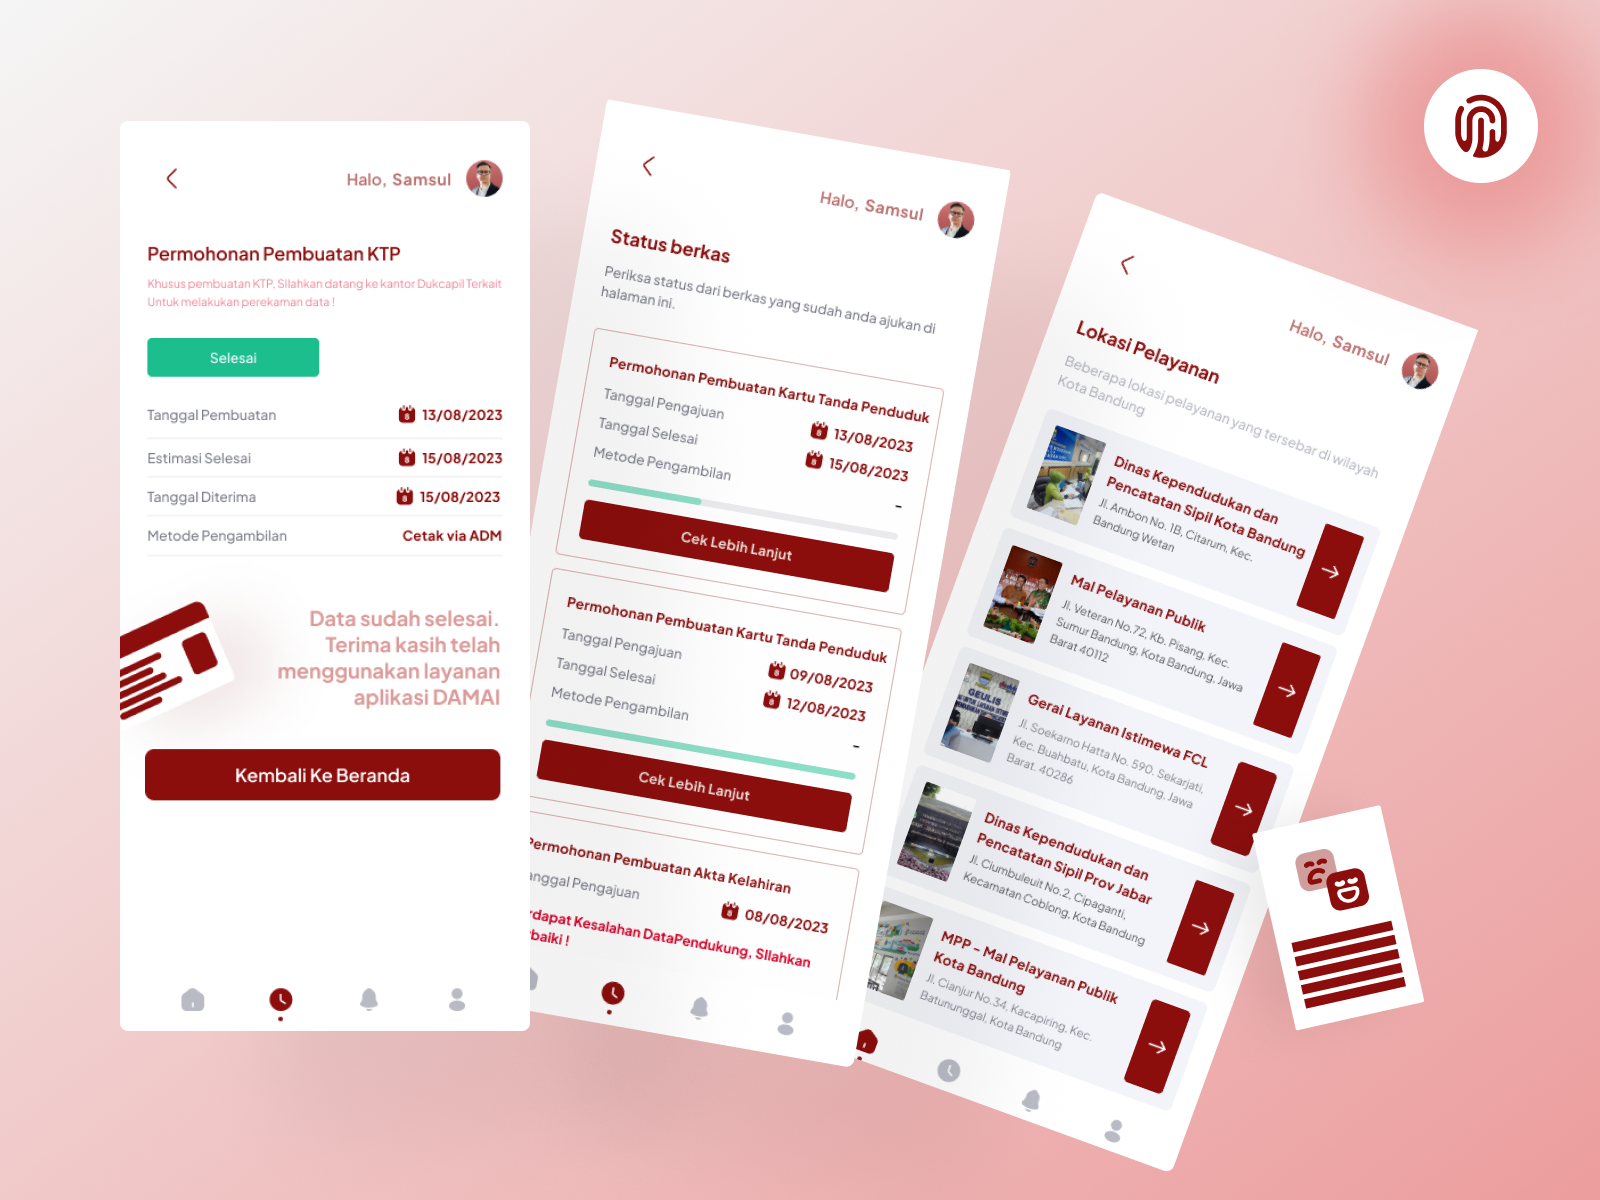 Halo, Samsul
Permohonan Pembuatan KTP
Khusus pembuatan KTP, SIlahkan datang ke kantor Dukcapil Terkait
Untuk melakukan perekaman data !
Selesai
Tanggal Pembuatan 13/08/2023
Estimasi Selesai 15/08/2023
Tanggal Diterima 15/08/2023
Metode Pengambilan Cetak via ADM
Data sudah selesai.
Terima kasih telah
menggunakan layanan
aplikasi DAMAI
Kembali Ke Beranda
Halo, Samsul
Status berkas
Periksa status dari berkas yang sudah anda ajukan di
halaman ini.
Permohonan Pembuatan Kartu Tanda Penduduk
Tanggal Pengajuan 13/08/2023
Tanggal Selesai 15/08/2023
Metode Pengambilan -
Cek Lebih Lanjut
Permohonan Pembuatan Kartu Tanda Penduduk
Tanggal Pengajuan 09/08/2023
Tanggal Selesai 12/08/2023
Metode Pengambilan -
Cek Lebih Lanjut
Permohonan Pembuatan Akta Kelahiran
anggal Pengajuan 08/08/2023
rdapat Kesalahan DataPendukung, SIlahkan
rbaiki !
Halo, Samsul
Lokasi Pelayanan
Beberapa lokasi pelayanan yang tersebar di wilayah
Kota Bandung
Dinas Kependudukan dan
Pencatatan Sipil Kota Bandung
Jl. Ambon No. 1B, Citarum, Kec.
Bandung Wetan
Mal Pelayanan Publik
Jl. Veteran No.72, Kb. Pisang, Kec.
Sumur Bandung, Kota Bandung, Jawa
Barat 40112
GEULIS
Gerai Layanan Istimewa FCL
Jl. Soekarno Hatta No. 590. Sekarjati,
Kec. Buahbatu, Kota Bandung, Jawa
Barat. 40286
Dinas Kependudukan dan
Pencatatan Sipil Prov Jabar
Jl. Ciumbuleuit No.2, Cipaganti,
Kecamatan Coblong, Kota Bandung
MPP – Mal Pelayanan Publik
Kota Bandung
Jl. Cianjur No.34, Kacapiring, Kec.
Batununggal, Kota Bandung